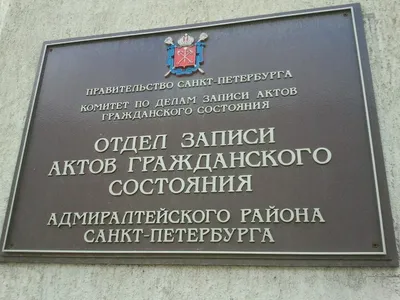 ПРАВИТЕЛЬСТВО САНКТ-ПЕТЕРБУРГА
КОМИТЕТ ПО ДЕЛАМ ЗАПИСИ АКТОВ
ГРАЖДАНСКОГО СОСТОЯНИЯ
ОТДЕЛ ЗАПИСИ
АКТОВ ГРАЖДАНСКОГО
СОСТОЯНИЯ
АДМИРАЛТЕЙСКОГО РАЙОНА
САНКТ-ПЕТЕРБУРГА